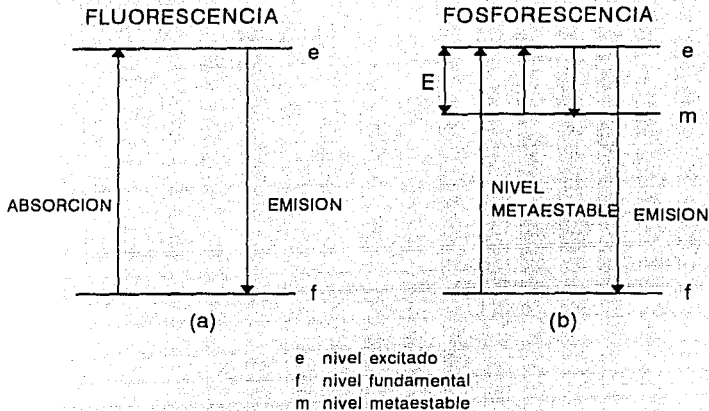 FLUORESCENCIA
e
ABSORCION
EMISION
f
(a)
FOSFORESCENCIA
e
E
m
NIVEL
METAESTABLE
EMISION
f
(b)
e nivel excitado
f nivel fundamental
m nivel metaestable